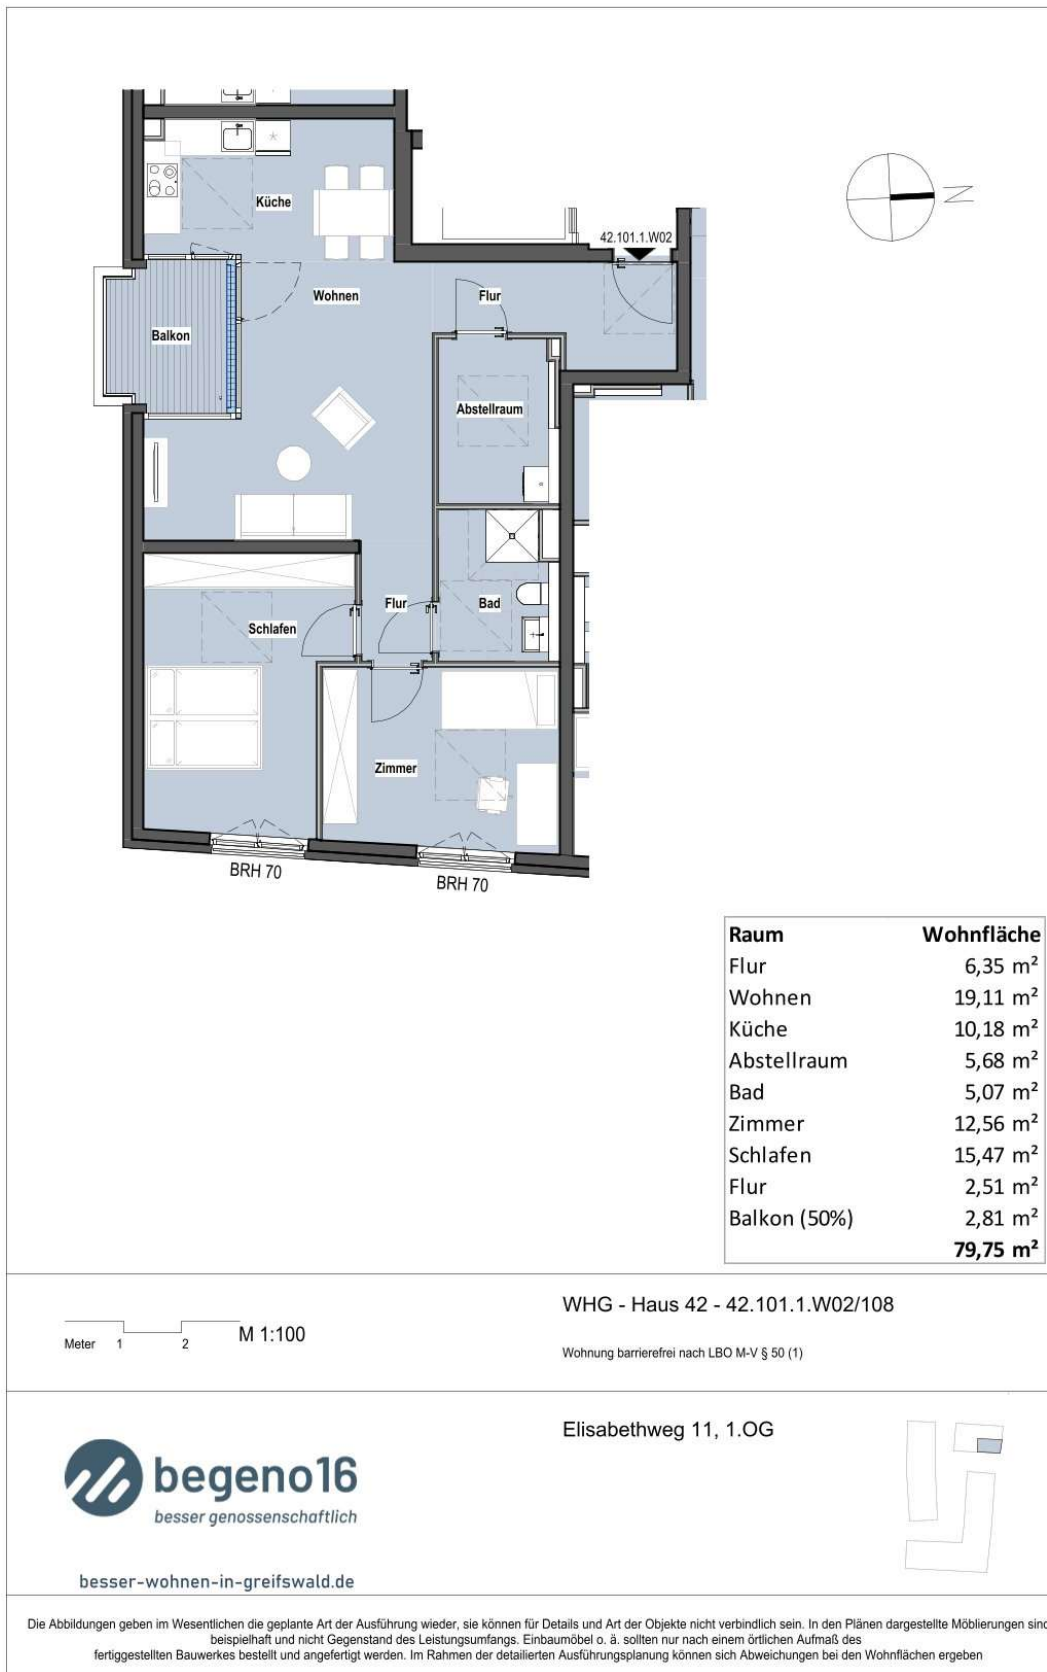 Küche
42.101.1.W02
N
Wohnen
Flur
Balkon
Abstellraum
Flur
Bad
Schlafen
Zimmer
BRH 70
BRH 70
Raum Wohnfläche
Flur 6,35 m²
Wohnen 19,11 m²
Küche 10,18 m²
Abstellraum 5,68 m²
Bad 5,07 m²
Zimmer 12,56 m²
Schlafen 15,47 m²
Flur 2,51 m²
Balkon (50%) 2,81 m²
79,75 m²
Meter 1 2 M 1:100
WHG - Haus 42 - 42.101.1.W02/108
Wohnung barrierefrei nach LBO M-V § 50 (1)
Elisabethweg 11, 1.OG
begeno16
besser genossenschaftlich
besser-wohnen-in-greifswald.de
Die Abbildungen geben im Wesentlichen die geplante Art der Ausführung wieder, sie können für Details und Art der Objekte nicht verbindlich sein. In den Plänen dargestellte Möblierungen sind
beispielhaft und nicht Gegenstand des Leistungsumfangs. Einbaumöbel o. ä. sollten nur nach einem örtlichen Aufmaß des
fertiggestellten Bauwerkes bestellt und angefertigt werden. Im Rahmen der detailierten Ausführungsplanung können sich Abweichungen bei den Wohnflächen ergeben